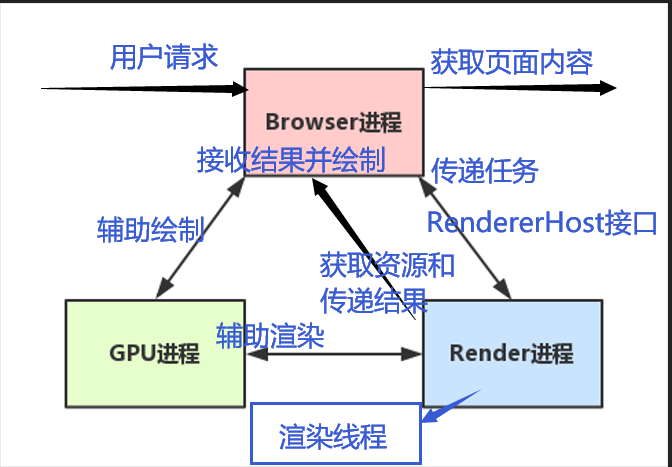 用户请求
获取页面内容
Browser进程
接收结果并绘制
传递任务
辅助绘制
RendererHost接口
获取资源和
传递结果
辅助渲染
GPU进程
Render进程
渲染线程